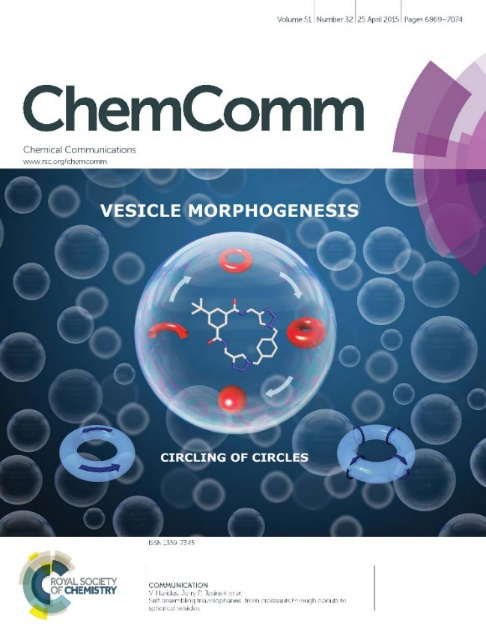 Volume 51 | Number 32 | 25 April 2015 | Pages 6869–7074
ChemComm
Chemical Communications
www.rsc.org/chemcomm
VESICLE MORPHOGENESIS
CIRCLING OF CIRCLES
ISSN 1359-7345
ROYAL SOCIETY
OF CHEMISTRY
COMMUNICATION
V. Haridas, et al.
Self-assembling triazolophanes: from croissants through donuts to
spherical vesicles